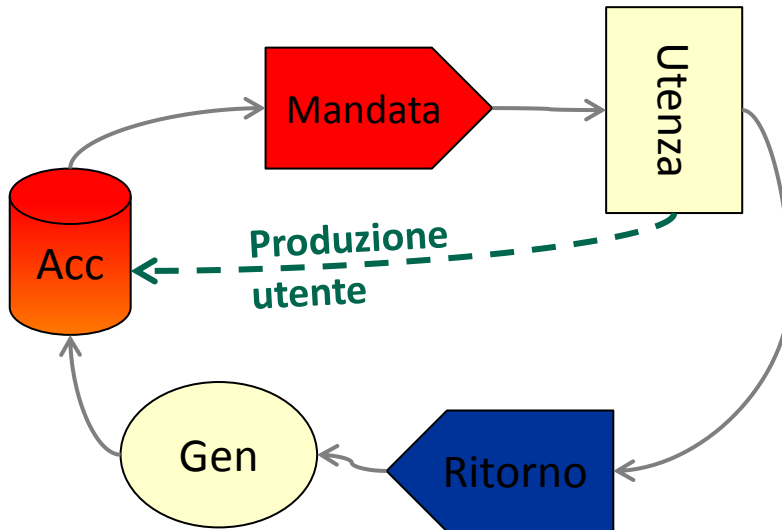 Mandata
Utenza
Produzione
utente
Acc
Gen
Ritorno